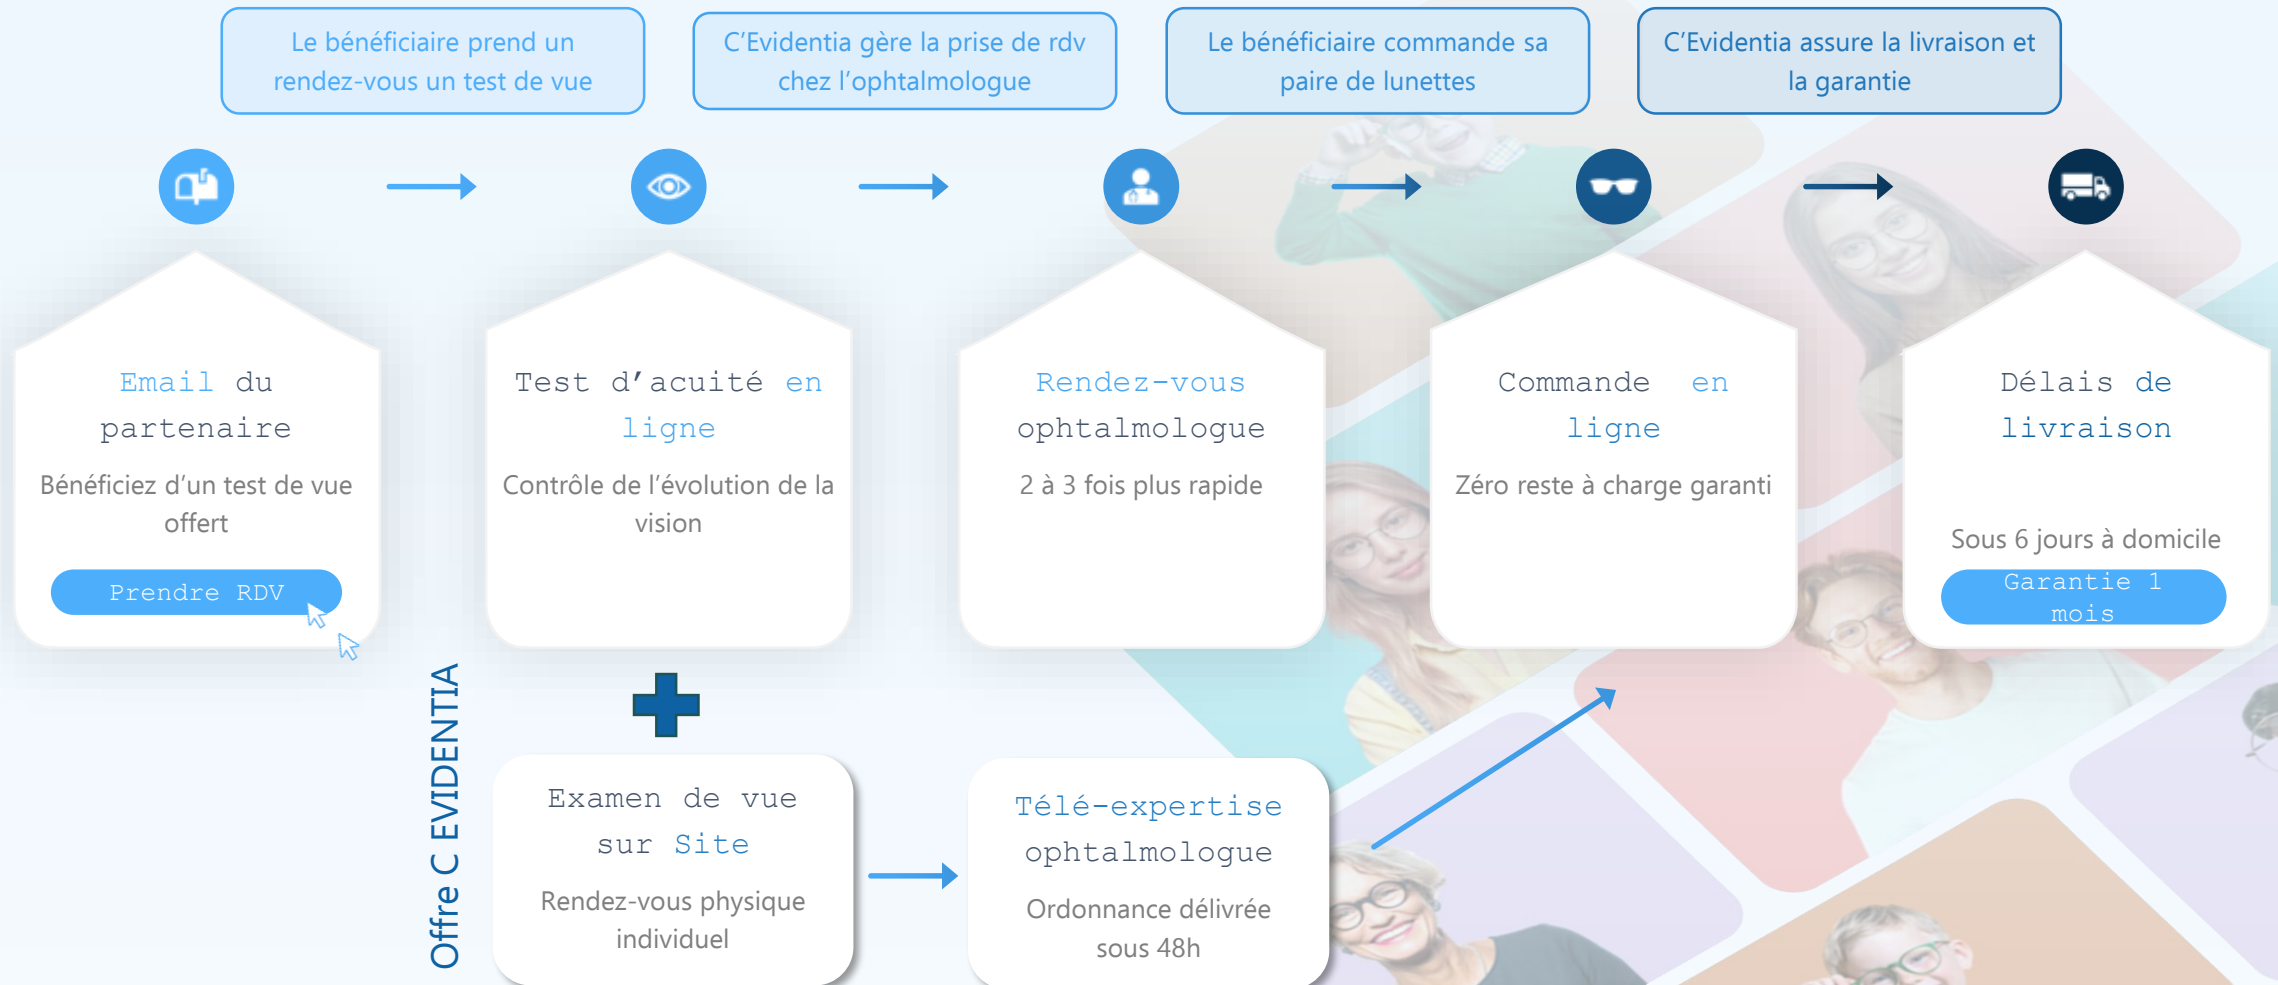 Le bénéficiaire prend un
rendez-vous un test de vue
C'Evidentia gère la prise de rdv
chez l'ophtalmologue
Le bénéficiaire commande sa
paire de lunettes
C'Evidentia assure la livraison et
la garantie
Email du
partenaire
Bénéficiez d'un test de vue
offert
Prendre RDV
Test d'acuité en
ligne
Contrôle de l'évolution de la
vision
Rendez-vous
ophtalmologue
2 à 3 fois plus rapide
Commande en
ligne
Zéro reste à charge garanti
Délais de
livraison
Sous 6 jours à domicile
Garantie 1
mois
Offre C EVIDENTIA
Examen de vue
sur Site
Rendez-vous physique
individuel
Télé-expertise
ophtalmologue
Ordonnance délivrée
sous 48h